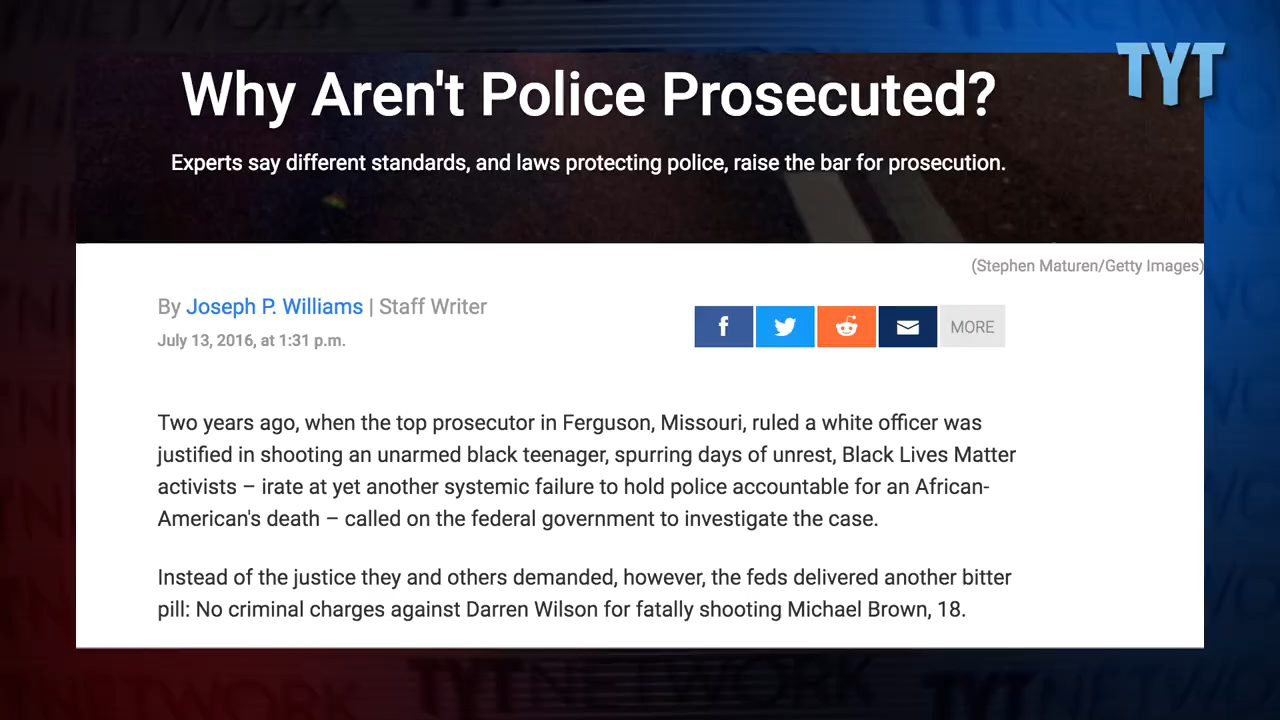 TYT
Why Aren't Police Prosecuted?
Experts say different standards, and laws protecting police, raise the bar for prosecution.
(Stephen Maturen/Getty Images)
By Joseph P. Williams | Staff Writer
July 13, 2016, at 1:31 p.m.
f
MORE
Two years ago, when the top prosecutor in Ferguson, Missouri, ruled a white officer was
justified in shooting an unarmed black teenager, spurring days of unrest, Black Lives Matter
activists – irate at yet another systemic failure to hold police accountable for an African-
American's death – called on the federal government to investigate the case.
Instead of the justice they and others demanded, however, the feds delivered another bitter
pill: No criminal charges against Darren Wilson for fatally shooting Michael Brown, 18.
TYTNETWORK